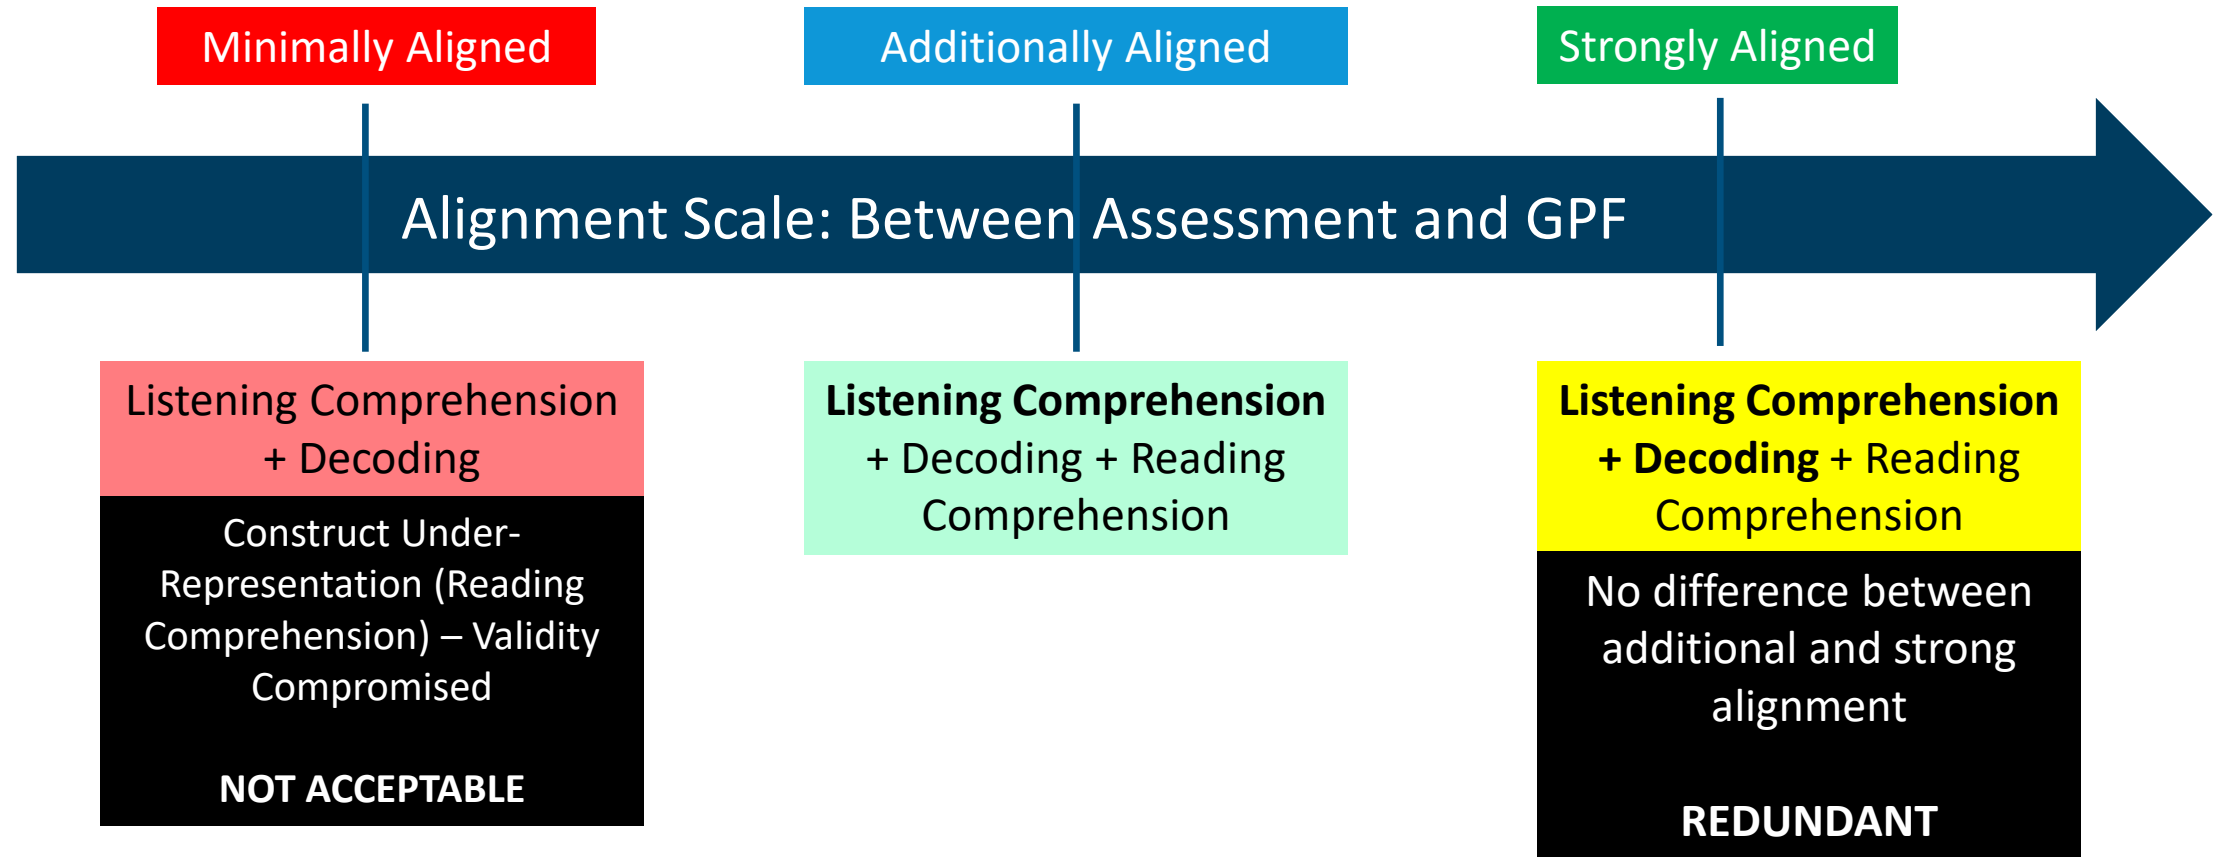 Minimally Aligned
Additionally Aligned
Strongly Aligned
Alignment Scale: Between Assessment and GPF
Listening Comprehension
+ Decoding
Construct Under-
Representation (Reading
Comprehension) – Validity
Compromised
NOT ACCEPTABLE
Listening Comprehension
+ Decoding + Reading
Comprehension
Listening Comprehension
+ Decoding + Reading
Comprehension
No difference between
additional and strong
alignment
REDUNDANT